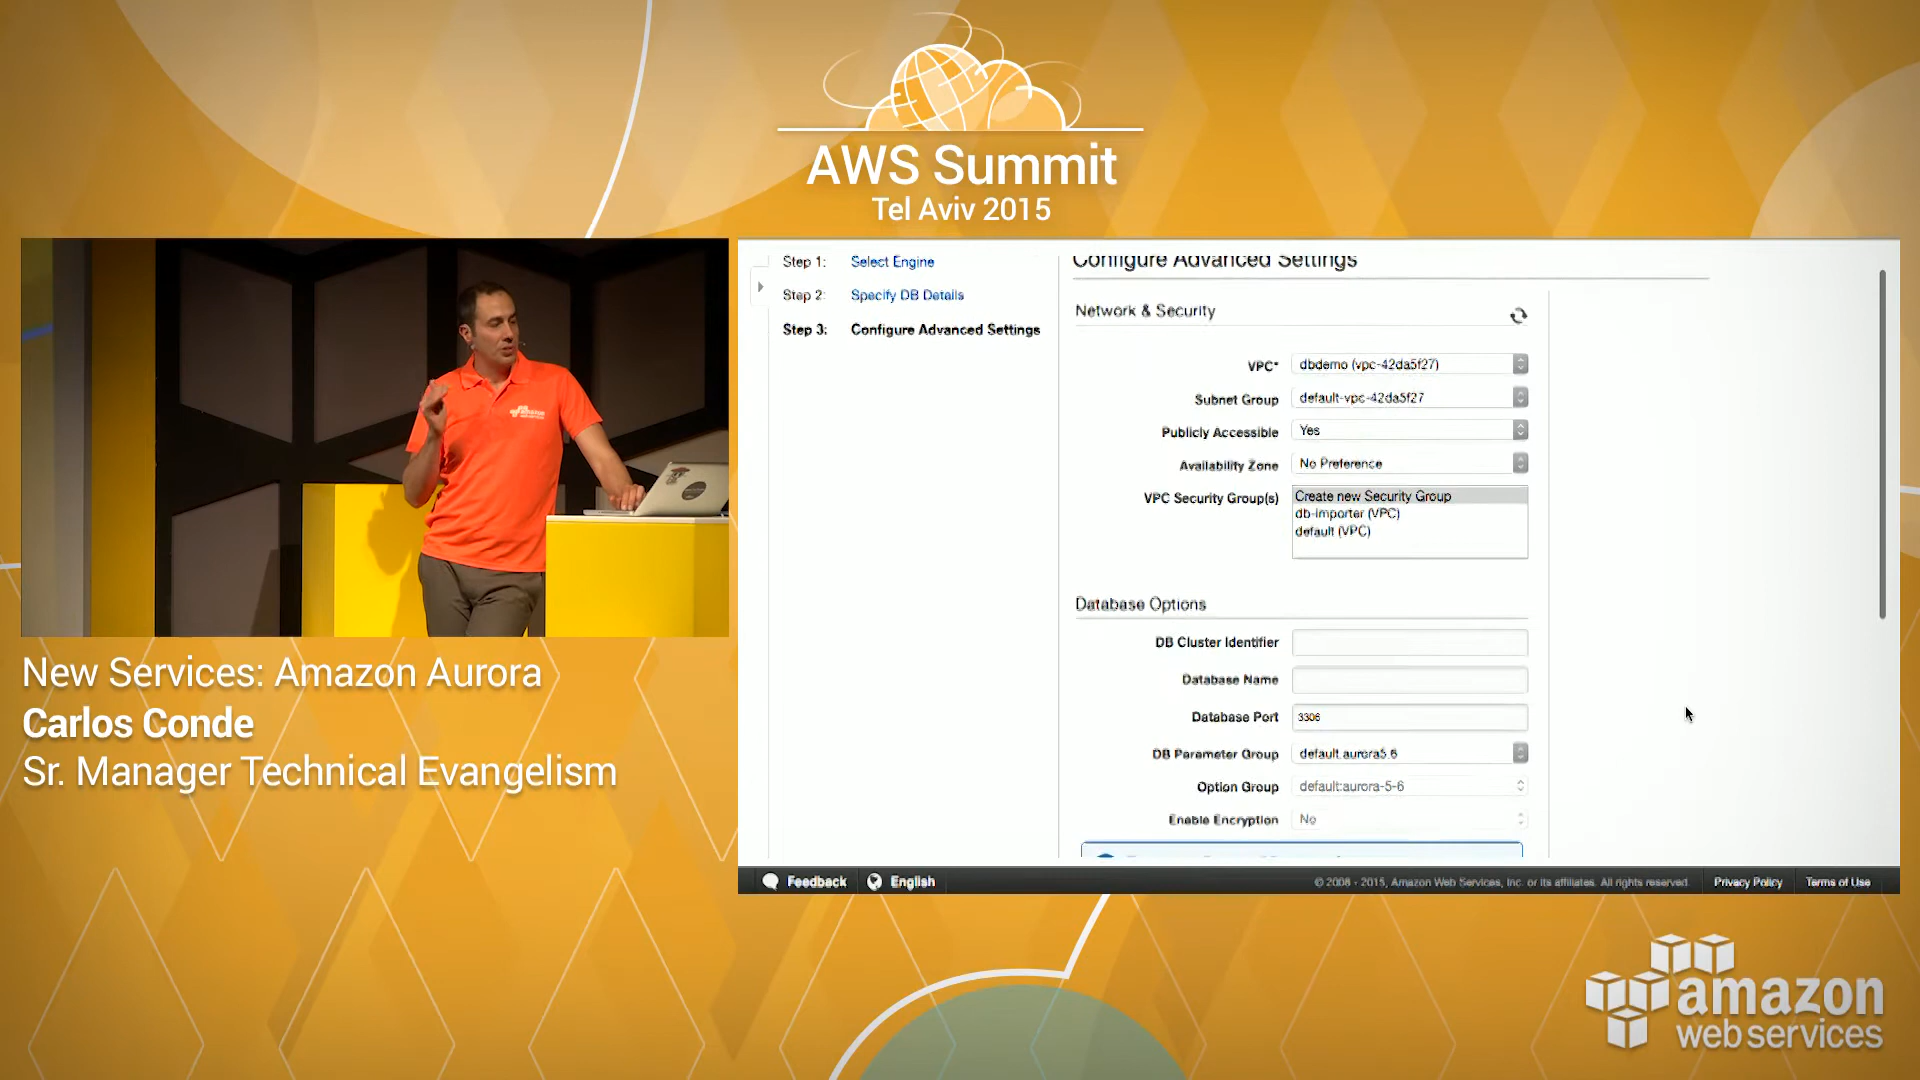 AWS Summit
Tel Aviv 2015
Step 1: Select Engine
Step 2: Specify DB Details
Step 3: Configure Advanced Settings
Configure Advanced Settings
Network & Security
VPC* dbdemo (vpc-42da5f27)
Subnet Group default-vpc-42da5f27
Publicly Accessible Yes
Availability Zone No Preference
VPC Security Group(s) Create new Security Group
db-importer (VPC)
default (VPC)
Database Options
DB Cluster Identifier
Database Name
Database Port 3306
DB Parameter Group default.aurora5.6
Option Group default:aurora-5-6
Enable Encryption No
Feedback English © 2008 - 2015, Amazon Web Services, Inc. or its affiliates. All rights reserved. Privacy Policy Terms of Use
New Services: Amazon Aurora
Carlos Conde
Sr. Manager Technical Evangelism
amazon
web services